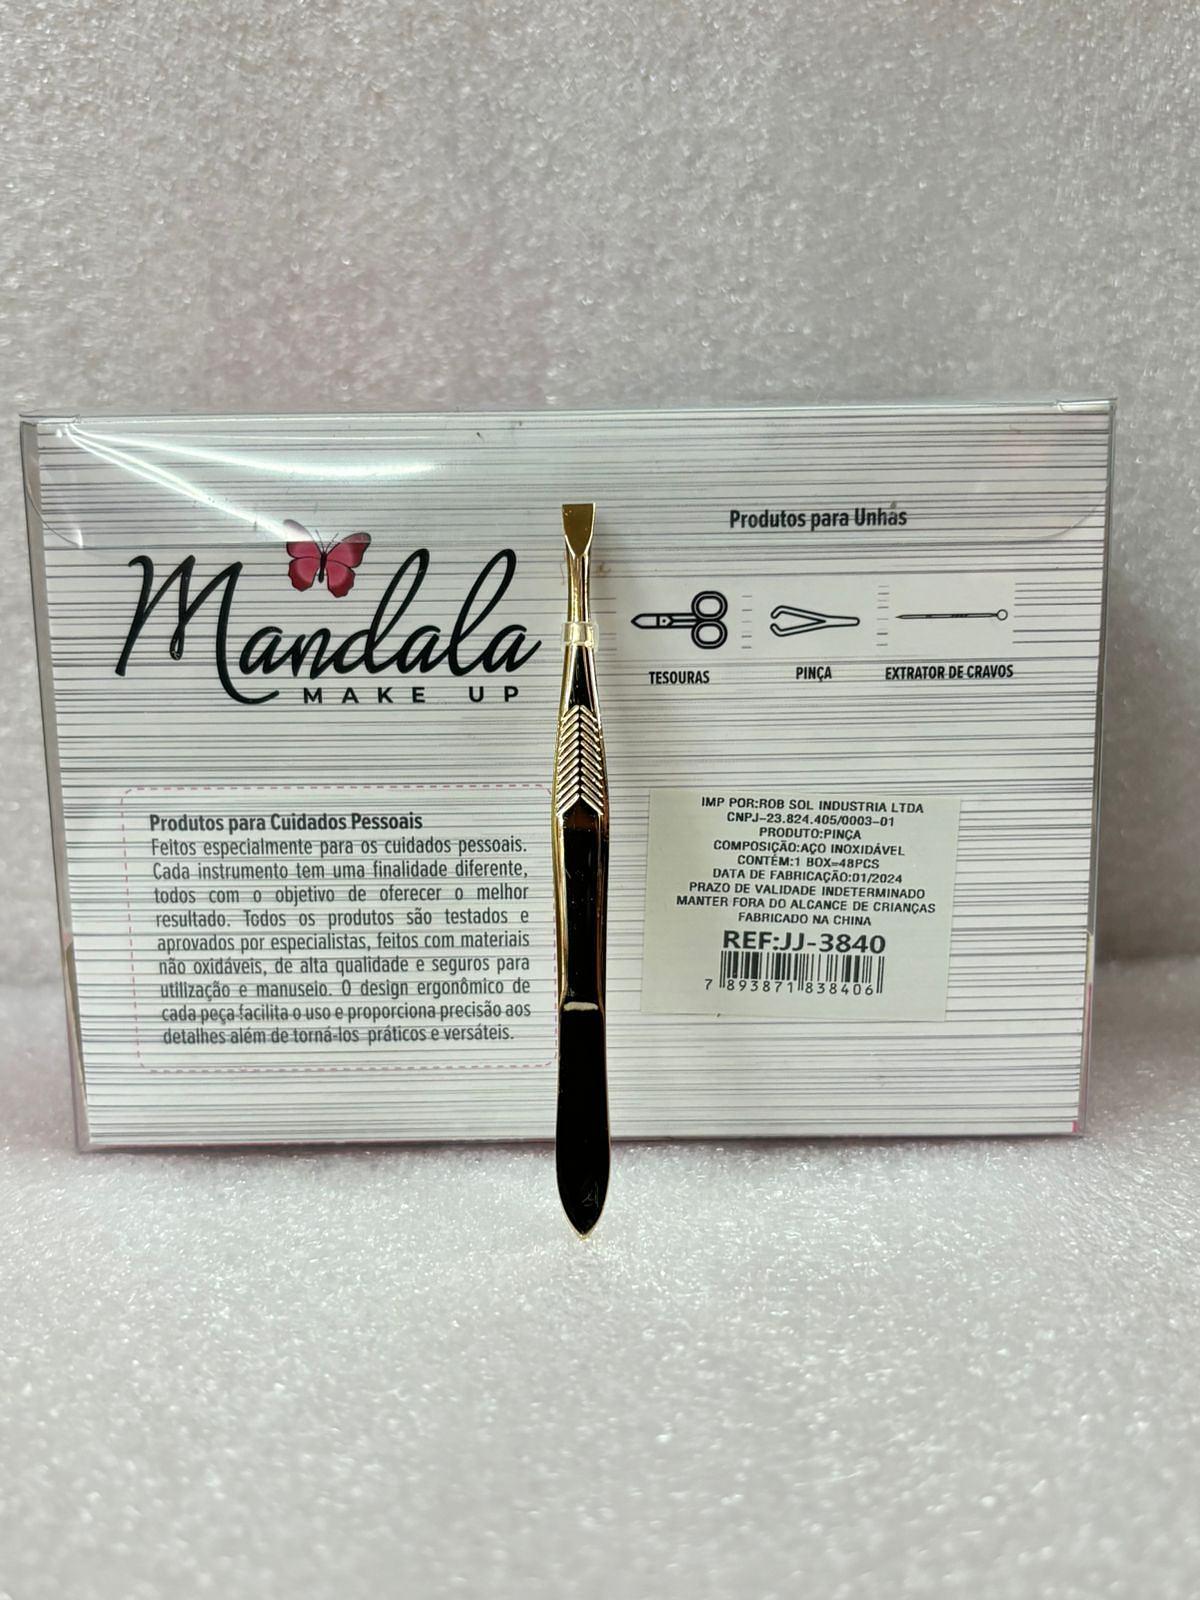 Mandala
MAKE UP
Produtos para Unhas
TESOURAS
PINÇA
EXTRATOR DE CRAVOS
Produtos para Cuidados Pessoais
Feitos especialmente para os cuidados pessoais.
Cada instrumento tem uma finalidade diferente,
todos com o objetivo de oferecer o melhor
resultado. Todos os produtos são testados e
aprovados por especialistas, feitos com materiais
não oxidáveis, de alta qualidade e seguros para
utilização e manuseio. O design ergonômico de
cada peça facilita o uso e proporciona precisão aos
detalhes além de torná-los práticos e versáteis.
IMP POR:ROB SOL INDUSTRIA LTDA
CNPJ-23.824.405/0003-01
PRODUTO:PINÇA
COMPOSIÇÃO:AÇO INOXIDÁVEL
CONTÉM:1 BOX=48PCS
DATA DE FABRICAÇÃO:01/2024
PRAZO DE VALIDADE INDETERMINADO
MANTER FORA DO ALCANCE DE CRIANÇAS
FABRICADO NA CHINA
REF:JJ-3840
7 893871 838406